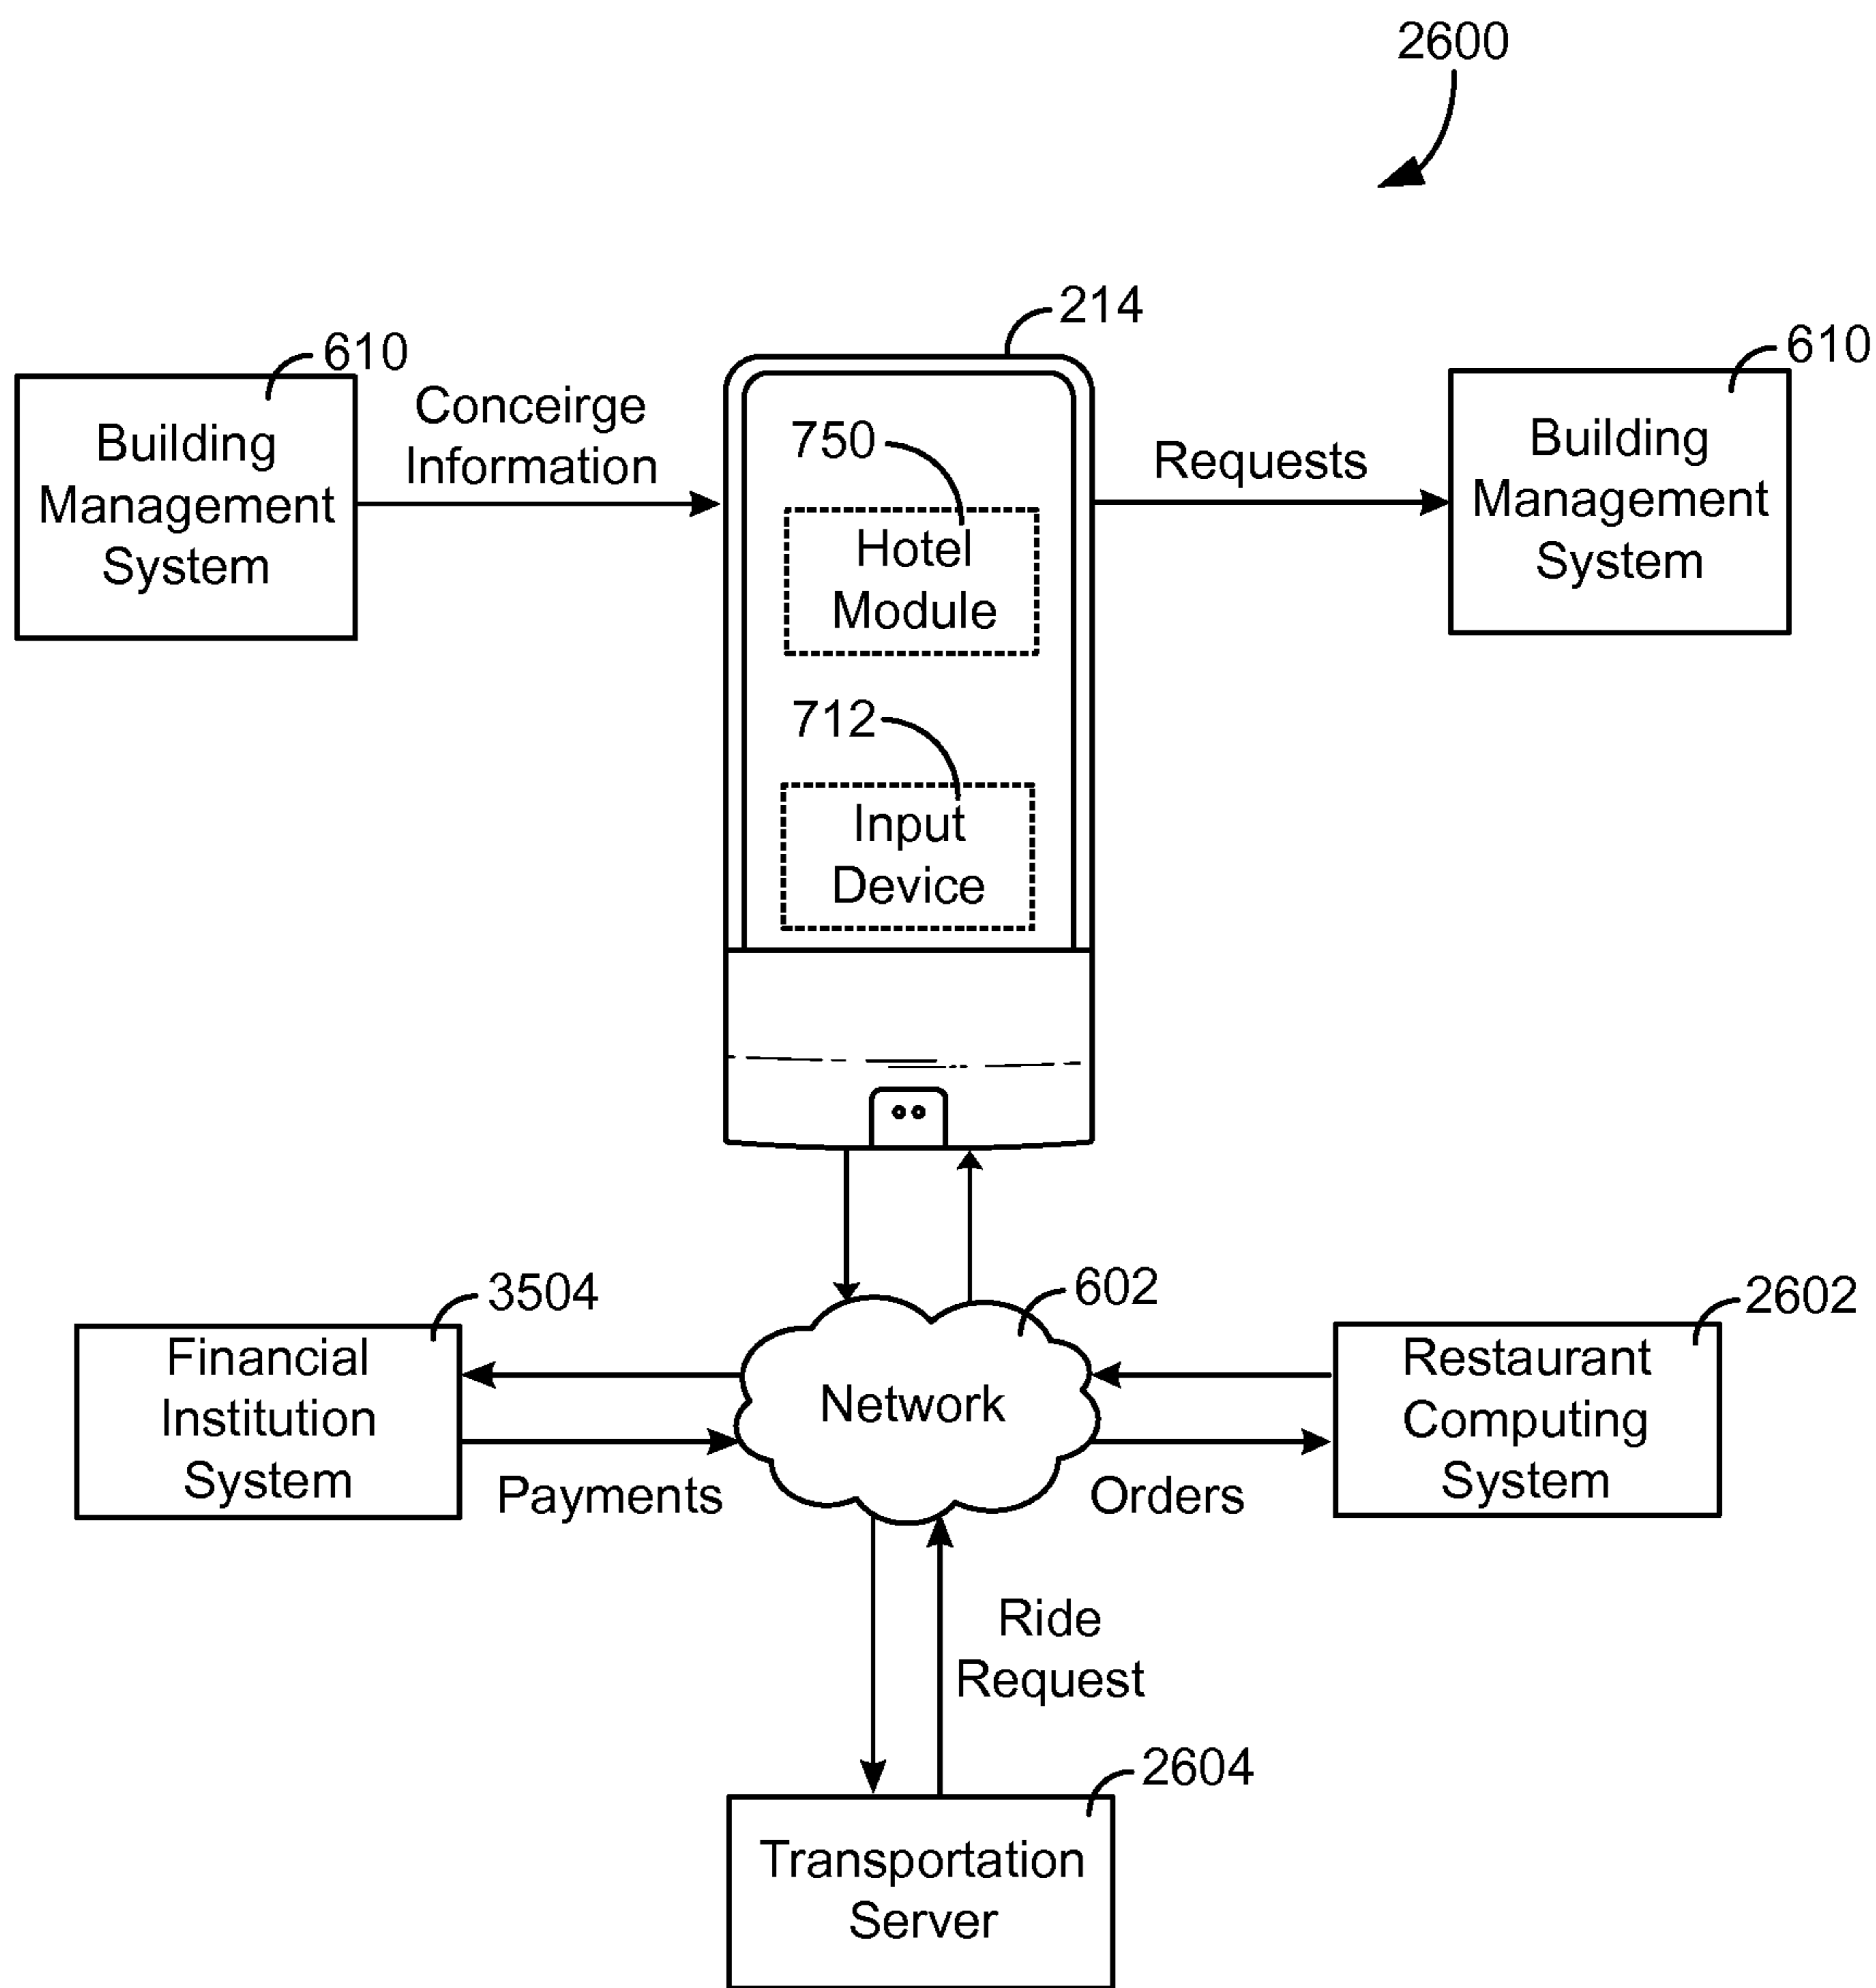 2600
214
610
Building
Management
System
Conceirge
Information
750
Hotel
Module
712
Input
Device
Requests
610
Building
Management
System
3504
Financial
Institution
System
Payments
602
Network
2602
Restaurant
Computing
System
Orders
Ride
Request
2604
Transportation
Server